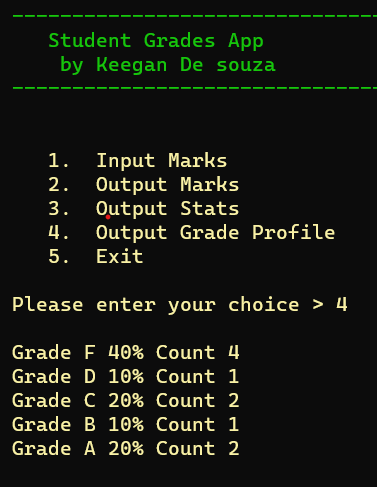 Student Grades App
by Keegan De souza
1. Input Marks
2. Output Marks
3. Output Stats
4. Output Grade Profile
5. Exit
Please enter your choice > 4
Grade F 40% Count 4
Grade D 10% Count 1
Grade C 20% Count 2
Grade B 10% Count 1
Grade A 20% Count 2